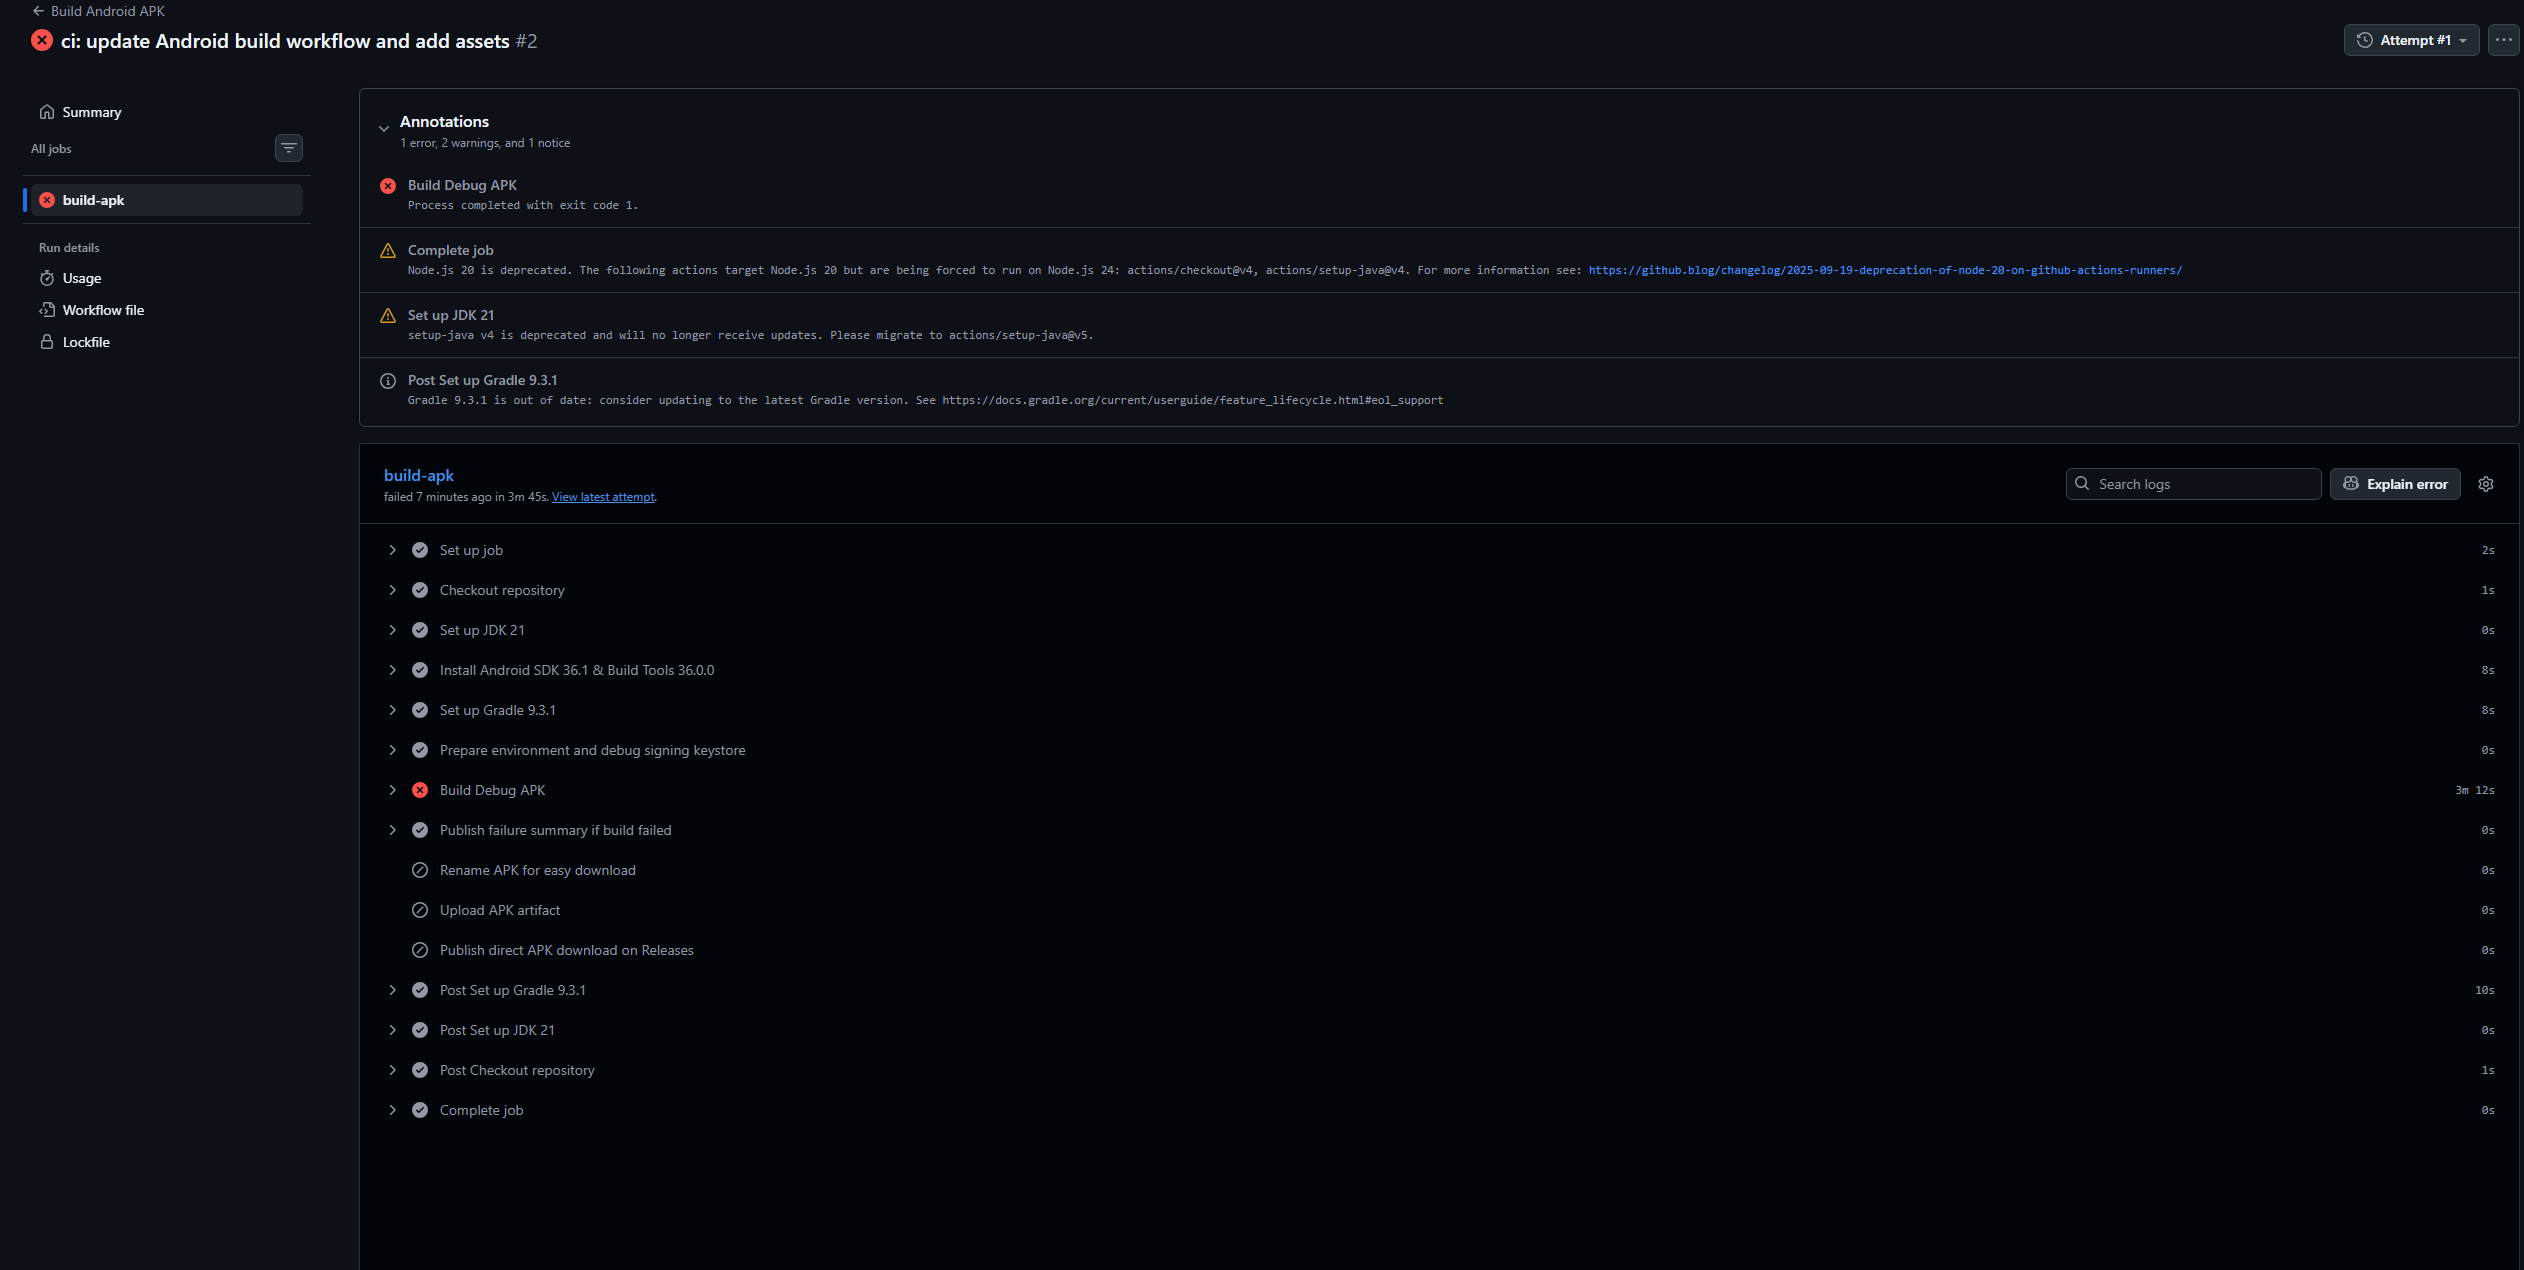 Build Android APK
ci: update Android build workflow and add assets #2
Attempt #1
Summary
All jobs
build-apk
Run details
Usage
Workflow file
Lockfile
Annotations
1 error, 2 warnings, and 1 notice
Build Debug APK
Process completed with exit code 1.
Complete job
Node.js 20 is deprecated. The following actions target Node.js 20 but are being forced to run on Node.js 24: actions/checkout@v4, actions/setup-java@v4. For more information see: https://github.blog/changelog/2025-09-19-deprecation-of-node-20-on-github-actions-runners/
Set up JDK 21
setup-java v4 is deprecated and will no longer receive updates. Please migrate to actions/setup-java@v5.
Post Set up Gradle 9.3.1
Gradle 9.3.1 is out of date: consider updating to the latest Gradle version. See https://docs.gradle.org/current/userguide/feature_lifecycle.html#eol_support
build-apk
failed 7 minutes ago in 3m 45s. View latest attempt.
Search logs
Explain error
Set up job 2s
Checkout repository 1s
Set up JDK 21 0s
Install Android SDK 36.1 & Build Tools 36.0.0 8s
Set up Gradle 9.3.1 8s
Prepare environment and debug signing keystore 0s
Build Debug APK 3m 12s
Publish failure summary if build failed 0s
Rename APK for easy download 0s
Upload APK artifact 0s
Publish direct APK download on Releases 0s
Post Set up Gradle 9.3.1 10s
Post Set up JDK 21 0s
Post Checkout repository 1s
Complete job 0s